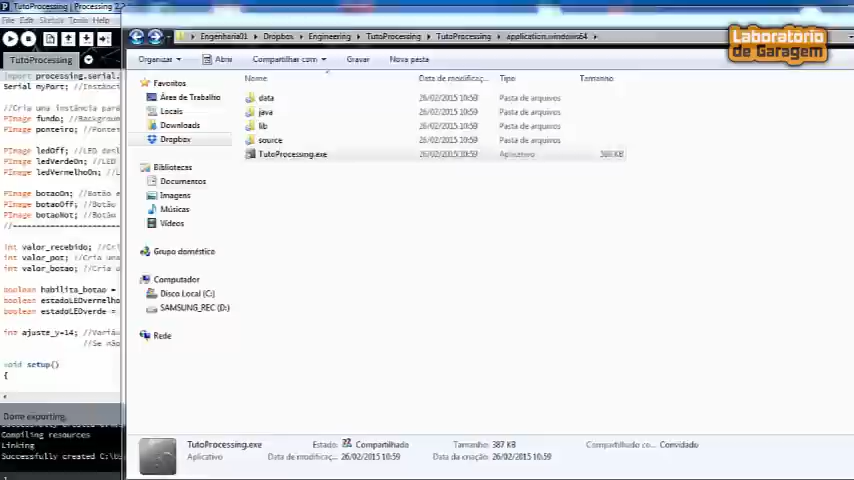 TutoProcessing | Processing 2.
File Edit Sketch Tools Help
TutoProcessing
import processing.serial.
Serial myPort; //Instânc
//Cria uma instância par
PImage fundo; //Backgroun
PImage ponteiro; //Pontei
PImage ledOff; //LED desl
PImage ledVerdeOn; //LED
PImage ledVermelhoOn; //
PImage botaoOn; //Botão e
PImage botaoOff; //Botão
PImage botaoNot; //Botão
//
int valor_recebido; //Cri
int valor_pot; //Cria uma
int valor_botao; //Cria u
boolean habilita_botao =
boolean estadoLEDvermelho
boolean estadoLEDverde =
int ajuste_y=14; //Variáv
//Se não
void setup()
{
Done exporting.
Compiling resources
Linking
Successfully created C:\Us
Engenharia01 Dropbox Engineering TutoProcessing TutoProcessing application.windows64
Laboratório
de Garagem
Organizar Abrir Compartilhar com Gravar Nova pasta
Nome Data de modificaç... Tipo Tamanho
data 26/02/2015 10:59 Pasta de arquivos
java 26/02/2015 10:59 Pasta de arquivos
lib 26/02/2015 10:59 Pasta de arquivos
source 26/02/2015 10:59 Pasta de arquivos
TutoProcessing.exe 26/02/2015 10:59 Aplicativo 388 KB
Favoritos
Área de Trabalho
Locais
Downloads
Dropbox
Bibliotecas
Documentos
Imagens
Músicas
Vídeos
Grupo doméstico
Computador
Disco Local (C:)
SAMSUNG_REC (D:)
Rede
TutoProcessing.exe Estado: Compartilhado Tamanho: 387 KB Compartilhado co... Convidado
Aplicativo Data de modificaç... 26/02/2015 10:59 Data da criação: 26/02/2015 10:59